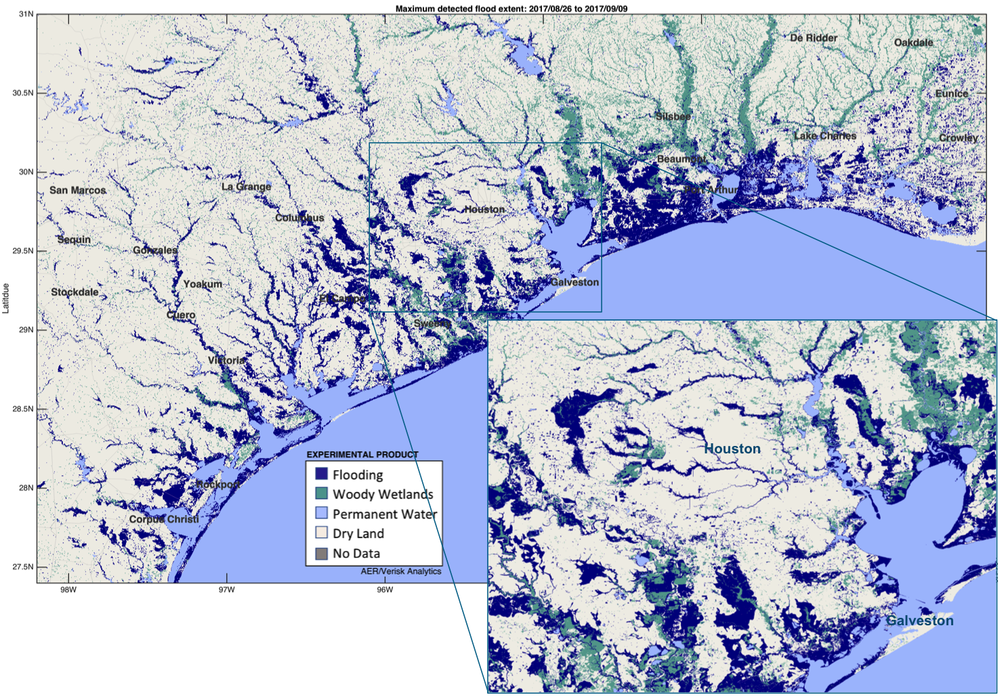 Maximum detected flood extent: 2017/08/26 to 2017/09/09
31N
De Ridder
Oakdale
30.5N
Eunice
Silsbee
Lake Charles
Crowley
Beaumont
30N
San Marcos
La Grange
Port Arthur
Houston
Columbus
Sequin
Gonzales
29.5N
Yoakum
Galveston
Latitdue
Stockdale
El Campo
Cuero
Sweeny
29N
Victoria
28.5N
Houston
EXPERIMENTAL PRODUCT
Flooding
28N
Rockport
Woody Wetlands
Permanent Water
Corpus Christi
Dry Land
No Data
27.5N
AER/Verisk Analytics
98W
97W
96W
Galveston